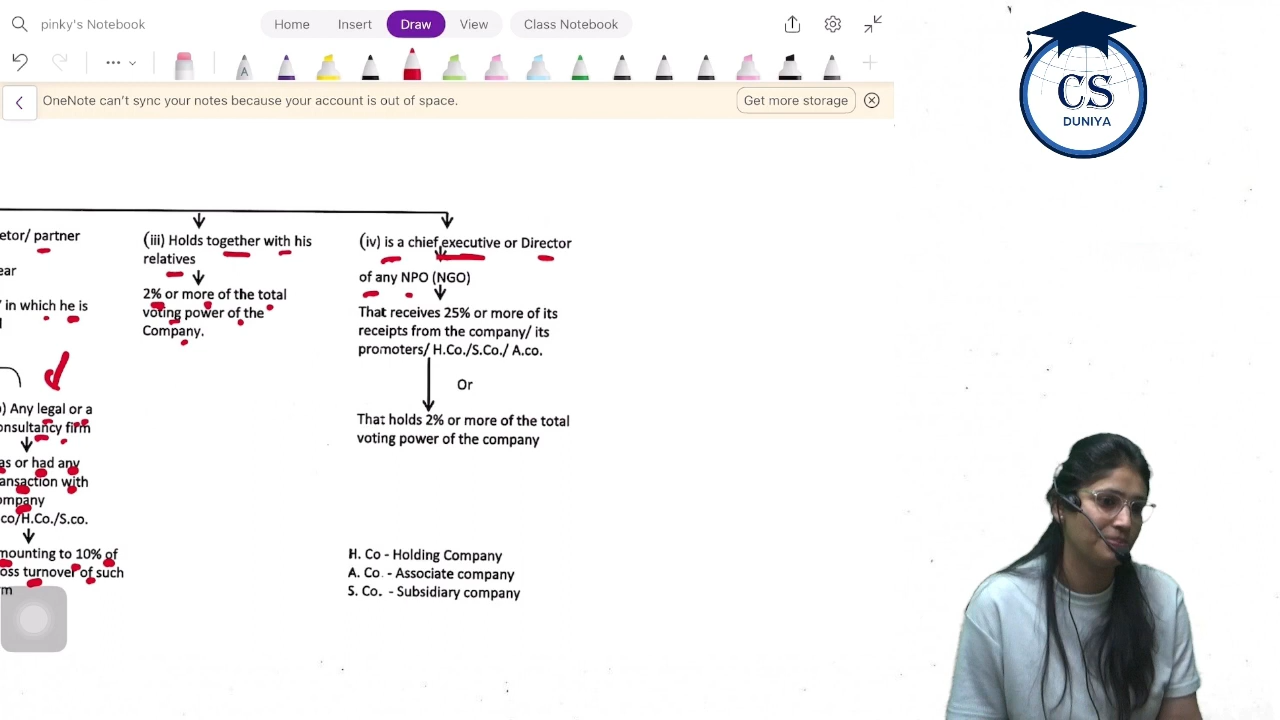 pinky's Notebook
Home Insert Draw View Class Notebook
A
OneNote can't sync your notes because your account is out of space.
Get more storage
CS
DUNIYA
etor/ partner
ear
/ in which he is
) Any legal or a
onsultancy firm
as or had any
ansaction with
ompany
co/H.Co./S.co.
mounting to 10% of
oss turnover of such
m
(iii) Holds together with his
relatives
2% or more of the total
voting power of the
Company.
(iv) is a chief executive or Director
of any NPO (NGO)
That receives 25% or more of its
receipts from the company/ its
promoters/ H.Co./S.Co./ A.co.
Or
That holds 2% or more of the total
voting power of the company
H. Co - Holding Company
A. Co. - Associate company
S. Co. - Subsidiary company